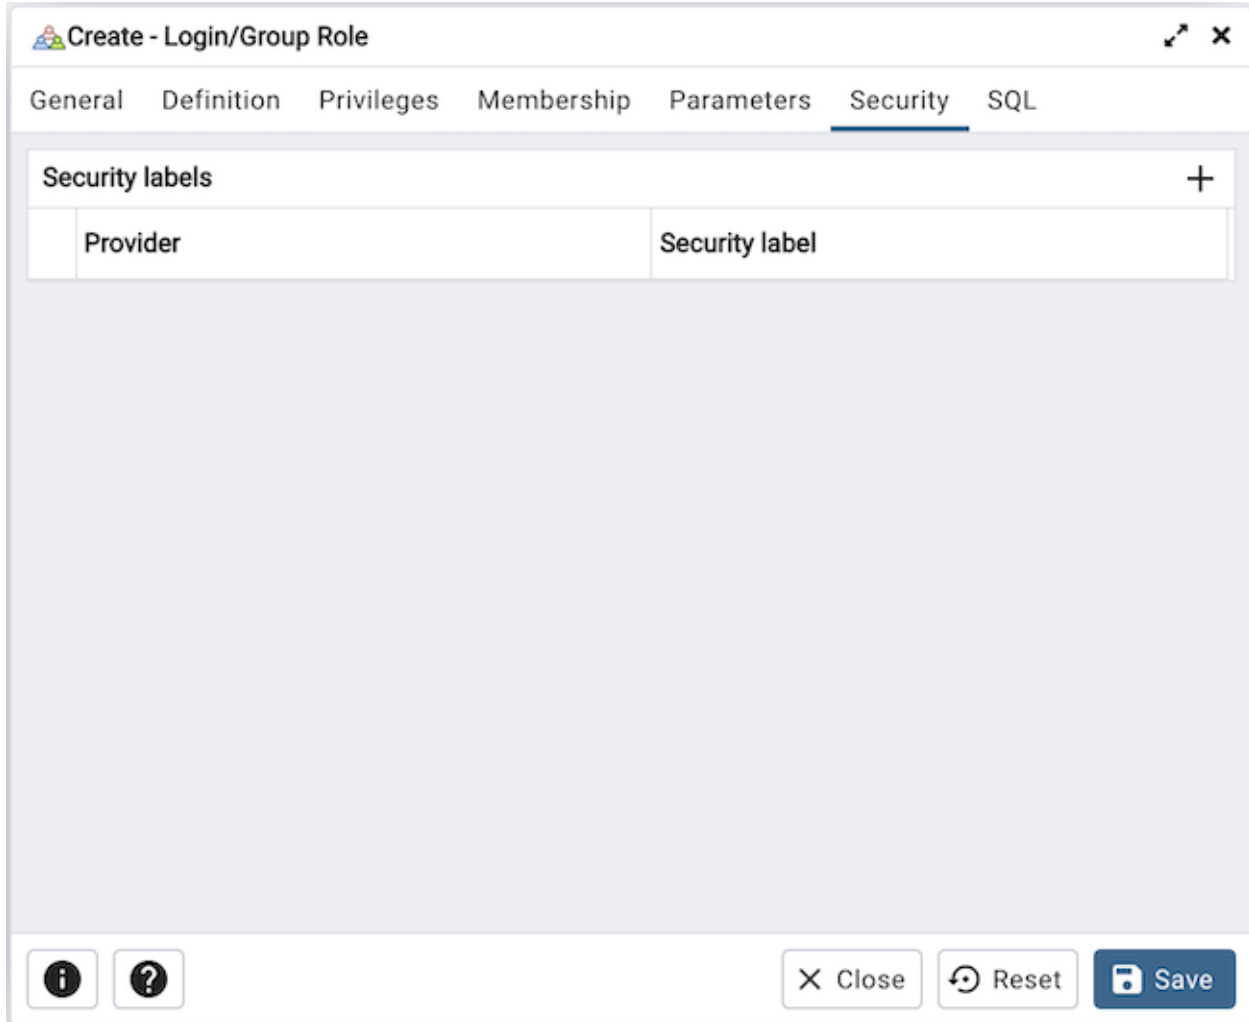 Create - Login/Group Role
General Definition Privileges Membership Parameters Security SQL
Security labels
Provider Security label
Close Reset Save